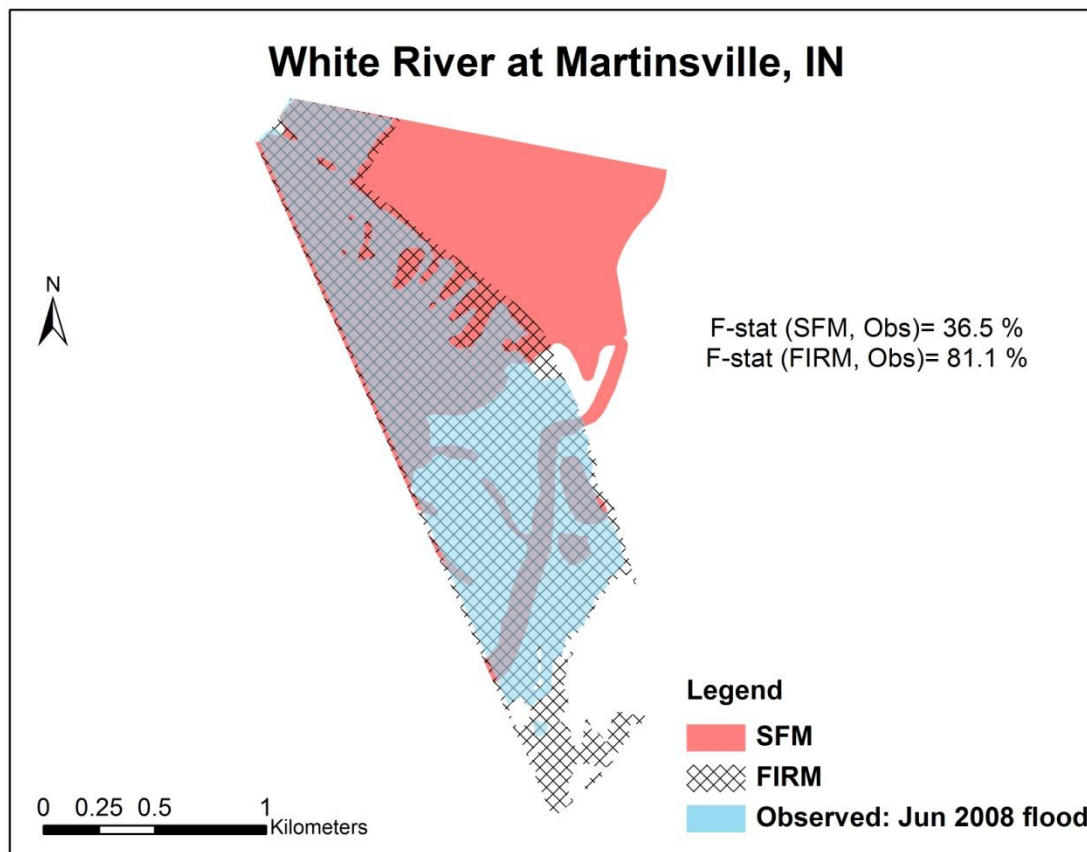 White River at Martinsville, IN
N
F-stat (SFM, Obs)= 36.5 %
F-stat (FIRM, Obs)= 81.1 %
Legend
SFM
FIRM
Observed: Jun 2008 flood
0 0.25 0.5 1
Kilometers